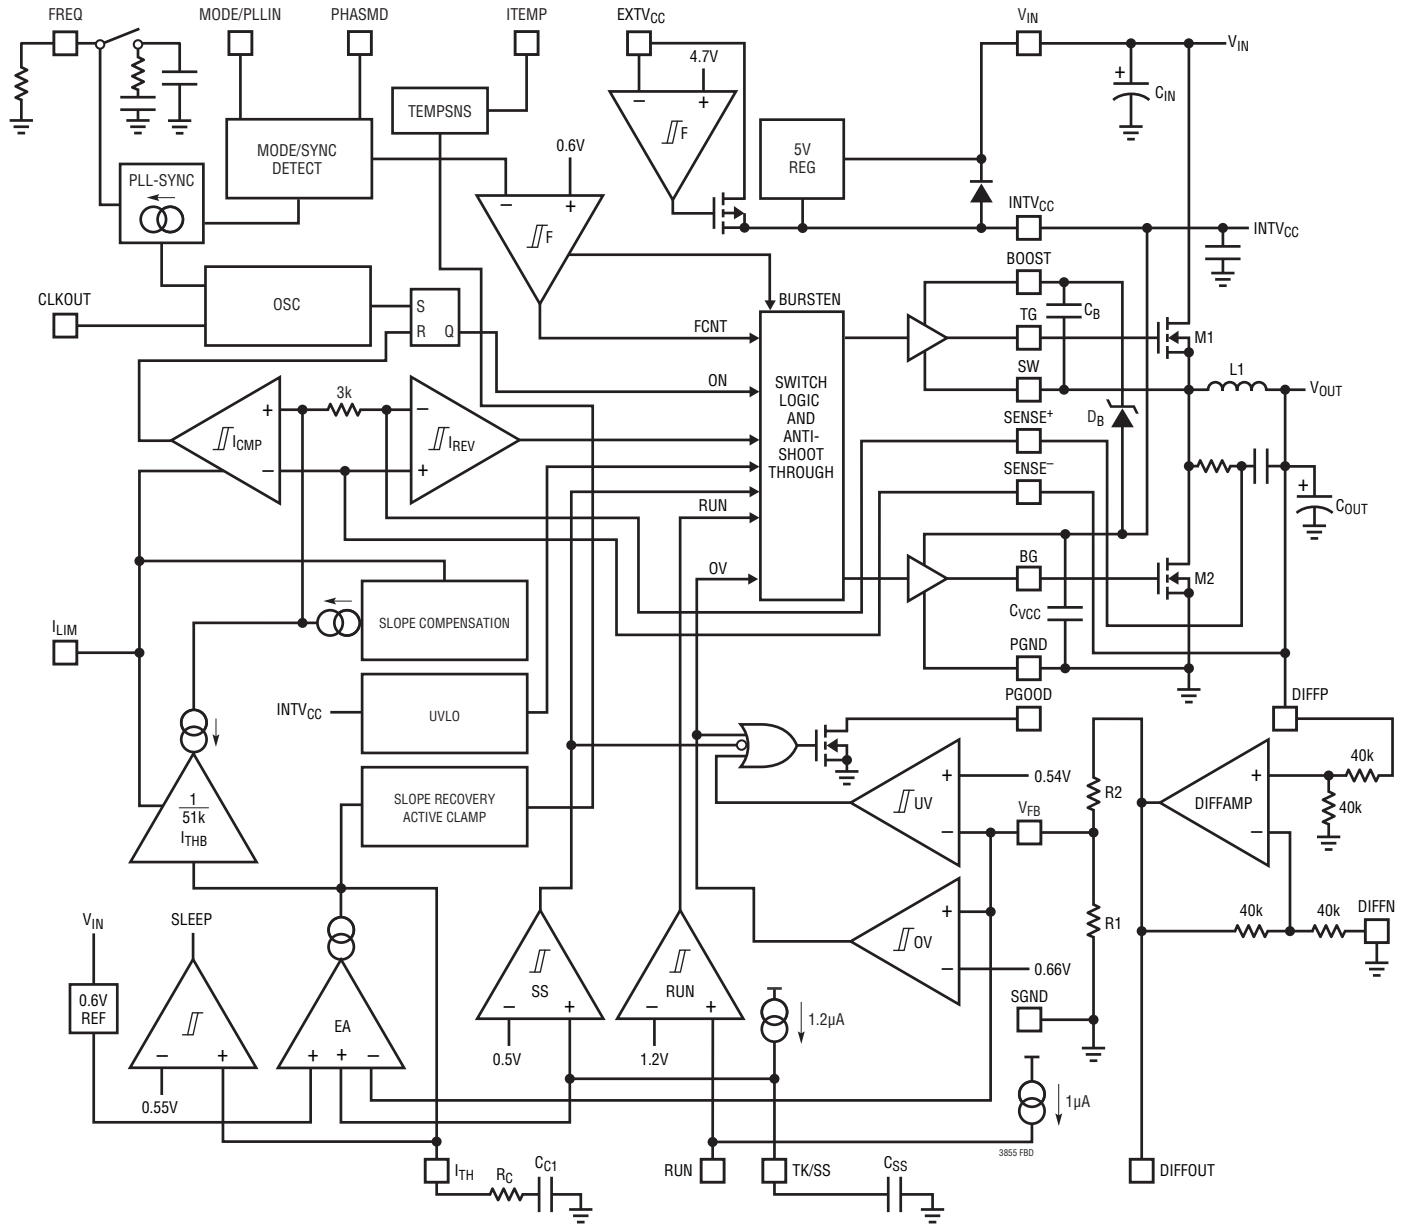 FREQ
MODE/PLLIN
PHASMD
ITEMP
EXTVCC
VIN
VIN
4.7V
+
CIN
−
+
F
TEMPSNS
MODE/SYNC
DETECT
0.6V
5V
REG
PLL-SYNC
−
+
F
INTVCC
INTVCC
BOOST
CLKOUT
OSC
S
R
Q
BURSTEN
FCNT
TG
CB
M1
ON
SW
L1
VOUT
SWITCH
LOGIC
AND
ANTI-
SHOOT
THROUGH
3k
+
ICMP
−
−
IREV
+
SENSE+
DB
SENSE−
RUN
+
COUT
OV
BG
M2
CVCC
ILIM
SLOPE COMPENSATION
PGND
INTVCC
UVLO
PGOOD
DIFFP
40k
+
UV
−
0.54V
VFB
R2
+
DIFFAMP
−
40k
1
51k
ITHB
SLOPE RECOVERY
ACTIVE CLAMP
VIN
SLEEP
+
OV
−
0.66V
R1
40k
40k
DIFFN
0.6V
REF
−
+
EA
+
+
−
SS
−
+
RUN
−
+
SGND
1.2µA
0.55V
0.5V
1.2V
1µA
3855 FBD
ITH
RC
CC1
RUN
TK/SS
CSS
DIFFOUT